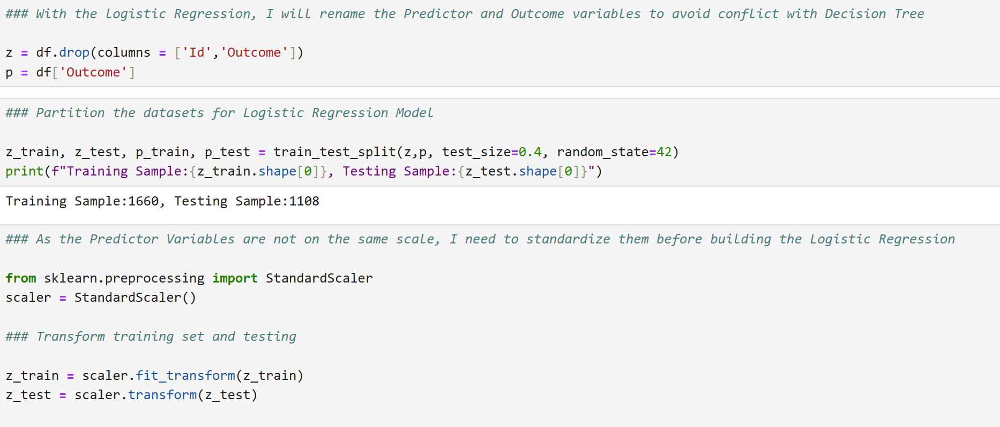 ### With the logistic Regression, I will rename the Predictor and Outcome variables to avoid conflict with Decision Tree
z = df.drop(columns = ['Id','Outcome'])
p = df['Outcome']
### Partition the datasets for Logistic Regression Model
z_train, z_test, p_train, p_test = train_test_split(z,p, test_size=0.4, random_state=42)
print(f"Training Sample:{z_train.shape[0]}, Testing Sample:{z_test.shape[0]}")
Training Sample:1660, Testing Sample:1108
### As the Predictor Variables are not on the same scale, I need to standardize them before building the Logistic Regression
from sklearn.preprocessing import StandardScaler
scaler = StandardScaler()
### Transform training set and testing
z_train = scaler.fit_transform(z_train)
z_test = scaler.transform(z_test)